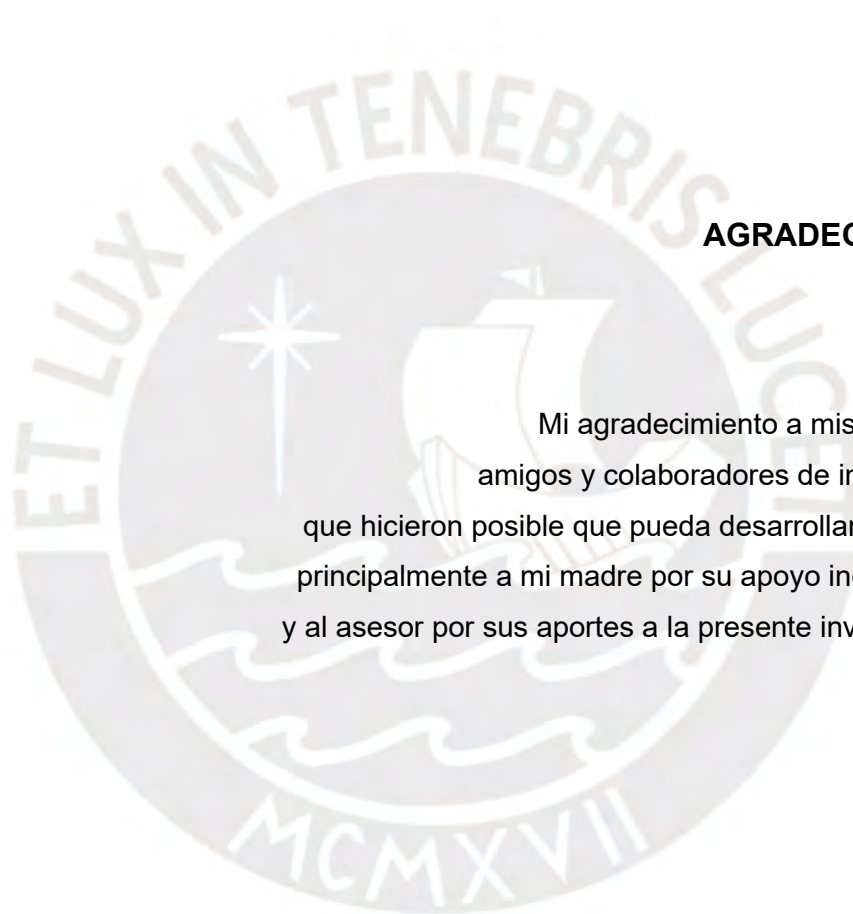 ET LUX IN TENEBRIS LUCET
AGRADEC
Mi agradecimiento a mis
amigos y colaboradores de in
que hicieron posible que pueda desarrollar
principalmente a mi madre por su apoyo inc
y al asesor por sus aportes a la presente inv
MCMXVII